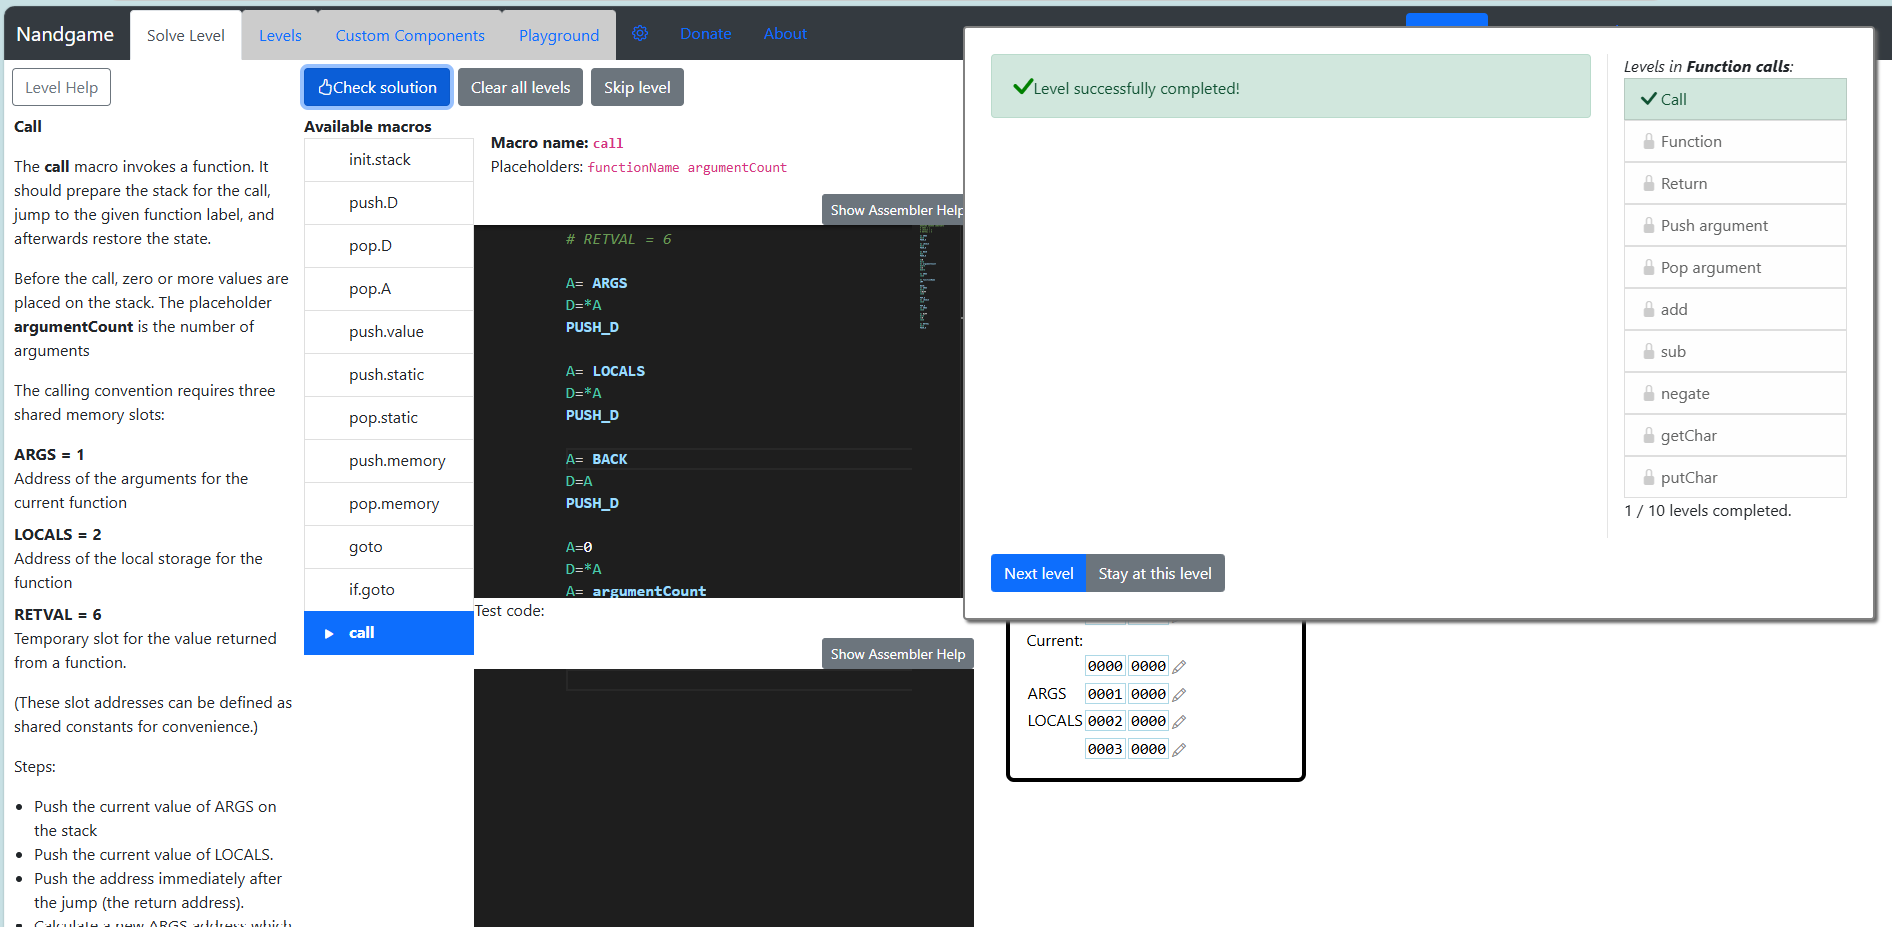 Nandgame
Solve Level
Levels
Custom Components
Playground
Donate
About
Level Help
Check solution
Clear all levels
Skip level
Call
The call macro invokes a function. It
should prepare the stack for the call,
jump to the given function label, and
afterwards restore the state.
Before the call, zero or more values are
placed on the stack. The placeholder
argumentCount is the number of
arguments
The calling convention requires three
shared memory slots:
ARGS = 1
Address of the arguments for the
current function
LOCALS = 2
Address of the local storage for the
function
RETVAL = 6
Temporary slot for the value returned
from a function.
(These slot addresses can be defined as
shared constants for convenience.)
Steps:
• Push the current value of ARGS on
the stack
• Push the current value of LOCALS.
• Push the address immediately after
the jump (the return address).
• Calculate a new ARGS address which
Available macros
init.stack
push.D
pop.D
pop.A
push.value
push.static
pop.static
push.memory
pop.memory
goto
if.goto
call
Macro name: call
Placeholders: functionName argumentCount
Show Assembler Help
# RETVAL = 6
A= ARGS
D=*A
PUSH_D
A= LOCALS
D=*A
PUSH_D
A= BACK
D=A
PUSH_D
A=0
D=*A
A= argumentCount
Test code:
Show Assembler Help
Level successfully completed!
Next level
Stay at this level
Levels in Function calls:
Call
Function
Return
Push argument
Pop argument
add
sub
negate
getChar
putChar
1 / 10 levels completed.
Current:
0000 0000
ARGS 0001 0000
LOCALS 0002 0000
0003 0000